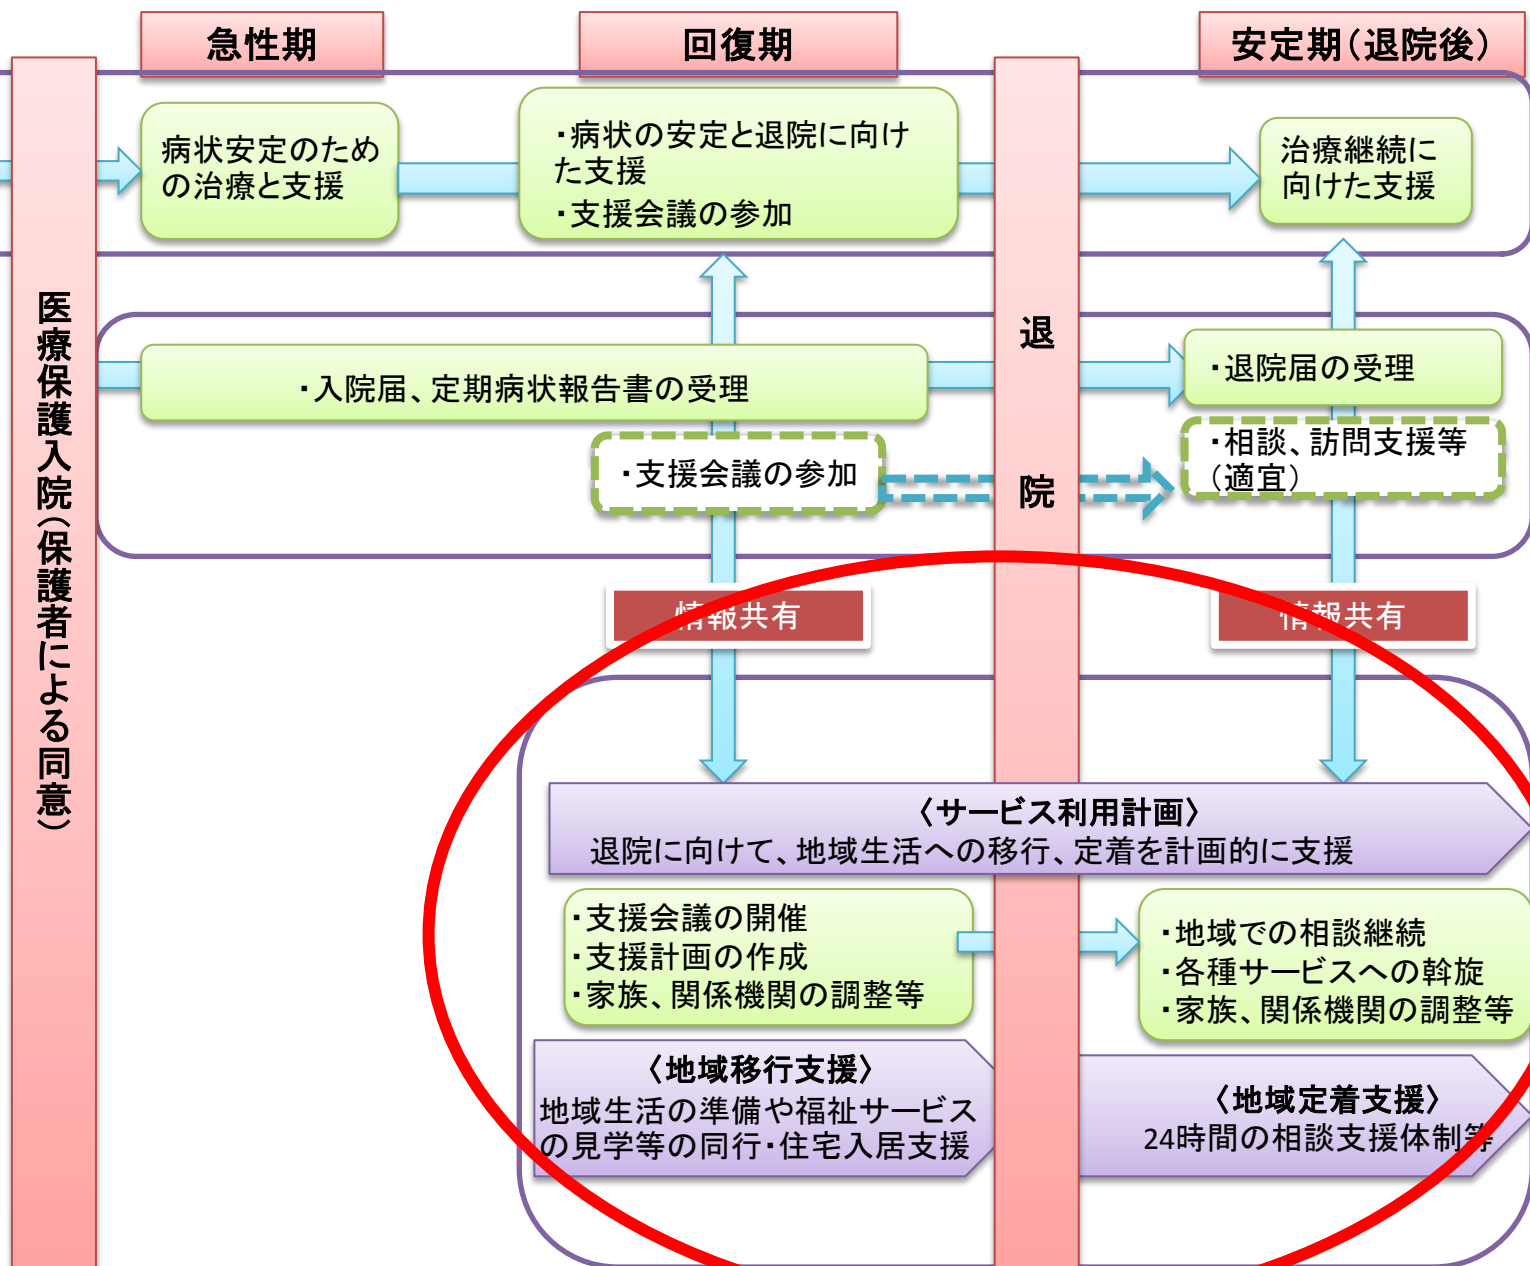 急性期
回復期
安定期（退院後）
医療保護入院（保護者による同意）
病状安定のため
の治療と支援
・病状の安定と退院に向け
た支援
・支援会議の参加
治療継続に
向けた支援
退院
・入院届、定期病状報告書の受理
・退院届の受理
・支援会議の参加
・相談、訪問支援等
（適宜）
情報共有
情報共有
〈サービス利用計画〉
退院に向けて、地域生活への移行、定着を計画的に支援
・支援会議の開催
・支援計画の作成
・家族、関係機関の調整等
・地域での相談継続
・各種サービスへの斡旋
・家族、関係機関の調整等
〈地域移行支援〉
地域生活の準備や福祉サービス
の見学等の同行・住宅入居支援
〈地域定着支援〉
24時間の相談支援体制等